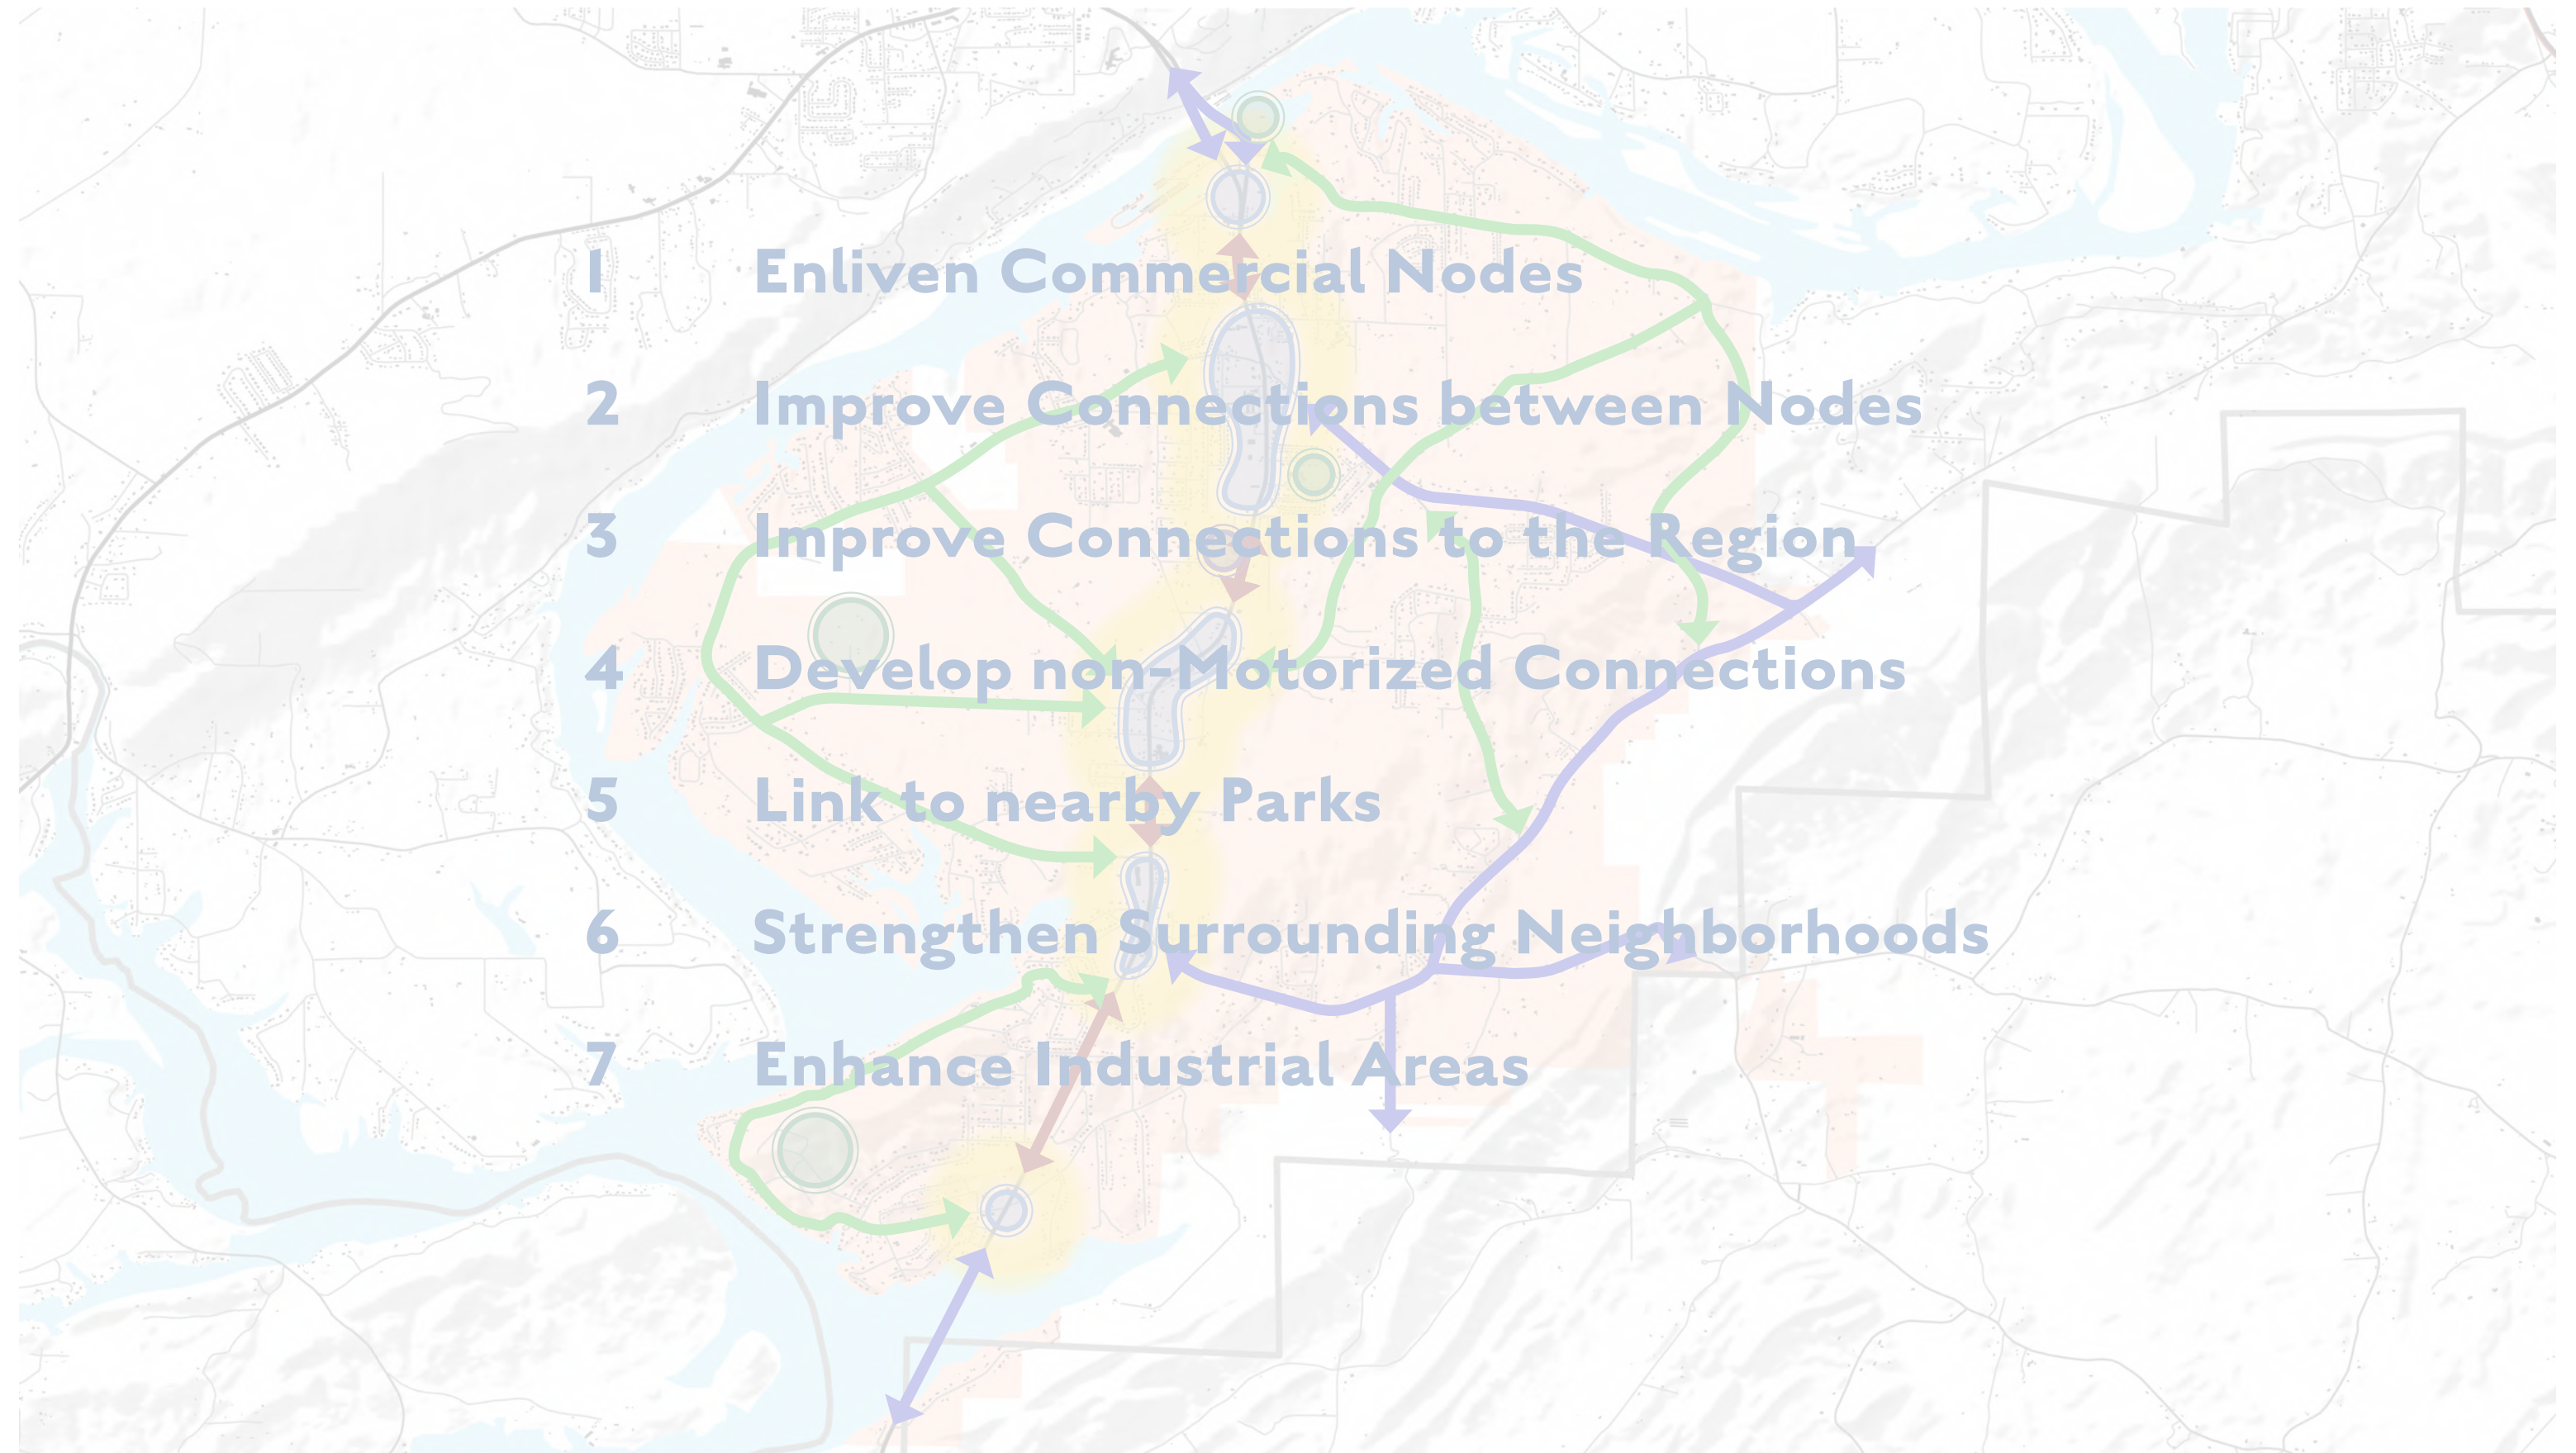 1 Enliven Commercial Nodes
2 Improve Connections between Nodes
3 Improve Connections to the Region
4 Develop non-Motorized Connections
5 Link to nearby Parks
6 Strengthen Surrounding Neighborhoods
7 Enhance Industrial Areas